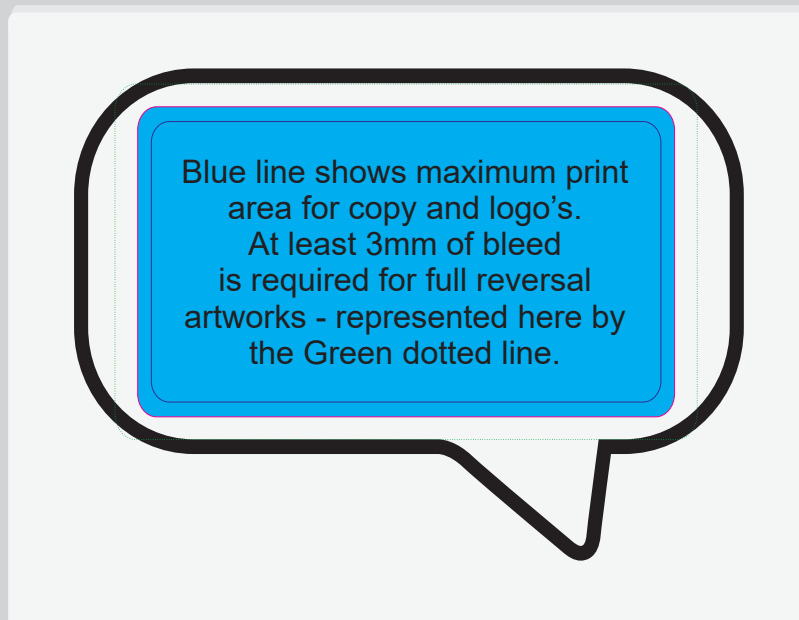 Blue line shows maximum print
area for copy and logo’s.
At least 3mm of bleed
is required for full reversal
artworks - represented here by
the Green dotted line.